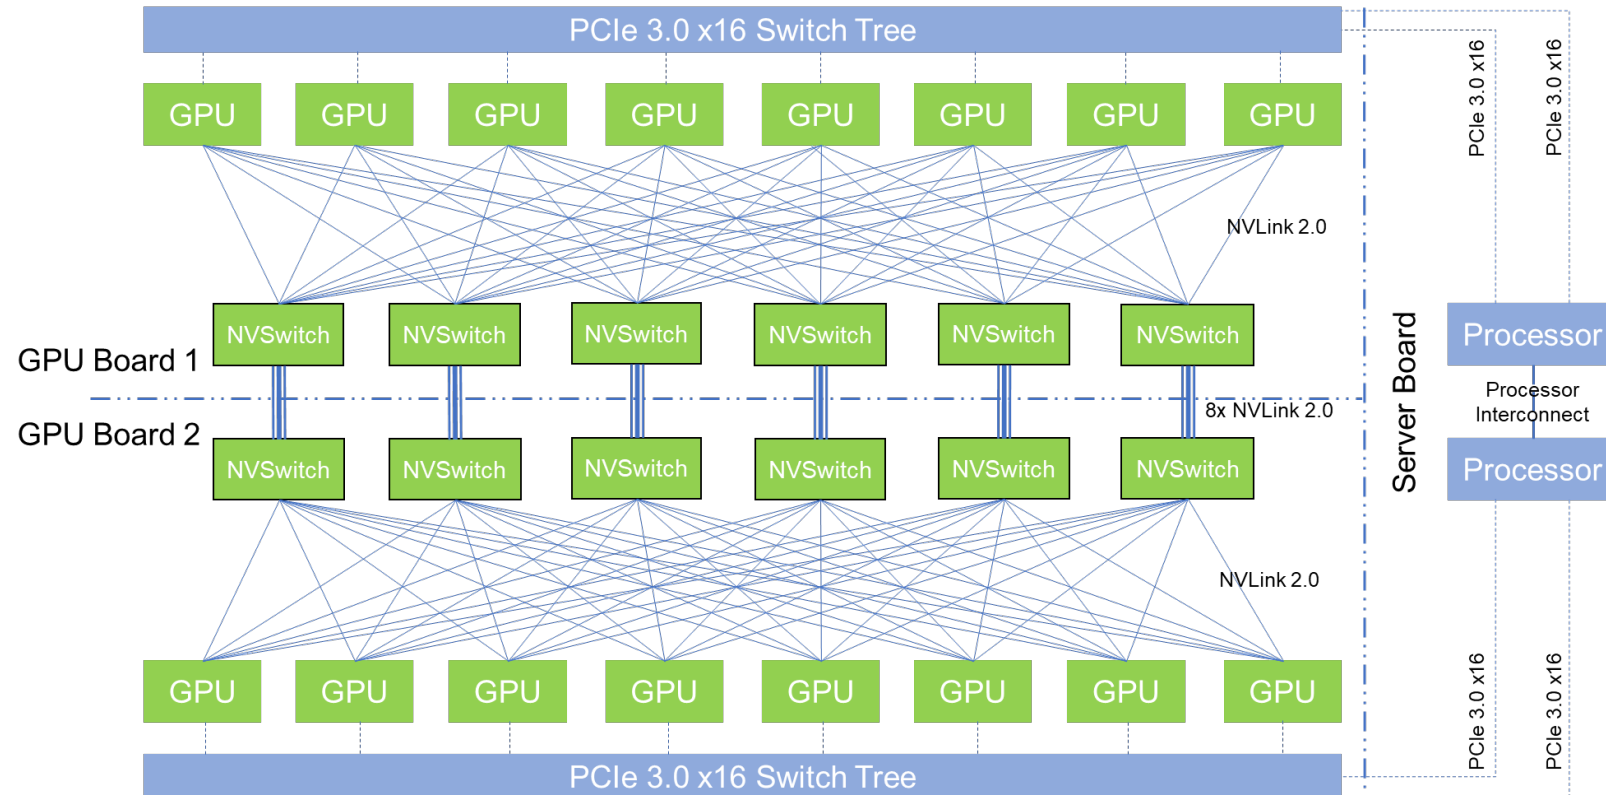 PCIe 3.0 x16 Switch Tree
GPU GPU GPU GPU GPU GPU GPU GPU
PCIe 3.0 x16
PCIe 3.0 x16
NVLink 2.0
NVSwitch NVSwitch NVSwitch NVSwitch NVSwitch NVSwitch
GPU Board 1
Server Board
Processor
Processor
Interconnect
8x NVLink 2.0
GPU Board 2
NVSwitch NVSwitch NVSwitch NVSwitch NVSwitch NVSwitch
Processor
NVLink 2.0
GPU GPU GPU GPU GPU GPU GPU GPU
PCIe 3.0 x16
PCIe 3.0 x16
PCIe 3.0 x16 Switch Tree